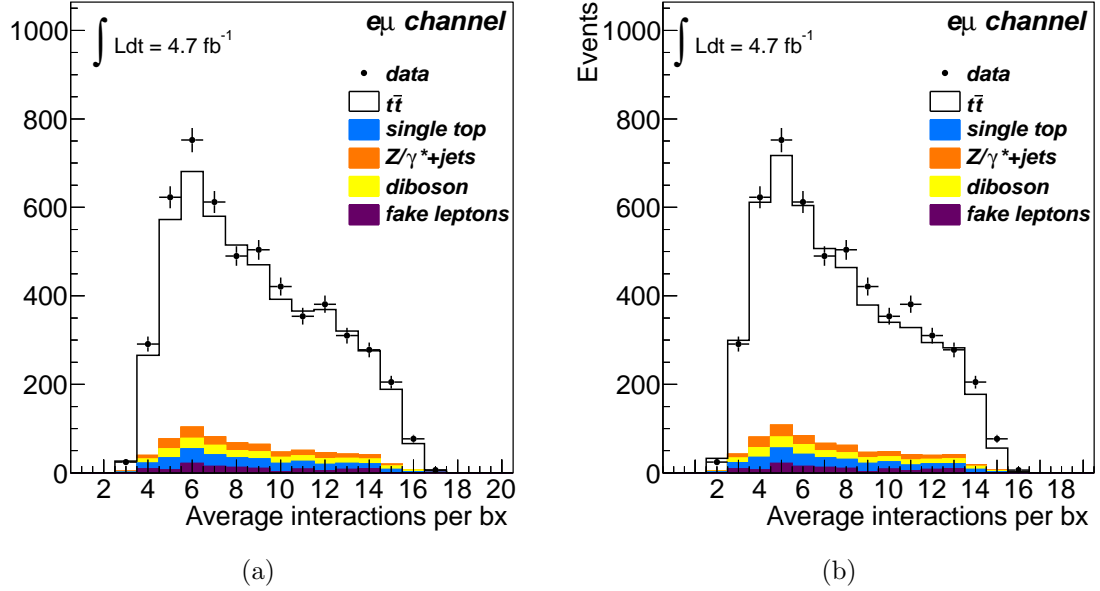 1000
800
600
400
200
0
∫ Ldt = 4.7 fb⁻¹
eμ channel
data
tt̄
single top
Z/γ*+jets
diboson
fake leptons
2 4 6 8 10 12 14 16 18 20
Average interactions per bx
(a)
Events
1000
800
600
400
200
0
∫ Ldt = 4.7 fb⁻¹
eμ channel
data
tt̄
single top
Z/γ*+jets
diboson
fake leptons
2 4 6 8 10 12 14 16 18
Average interactions per bx
(b)